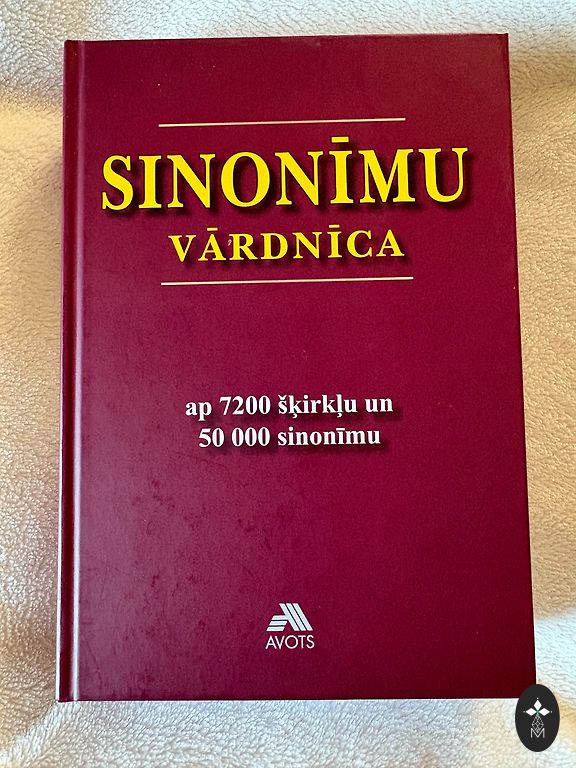 SINONĪMU
VĀRDNĪCA
ap 7200 šķirkļu un
50 000 sinonīmu
AVOTS
M